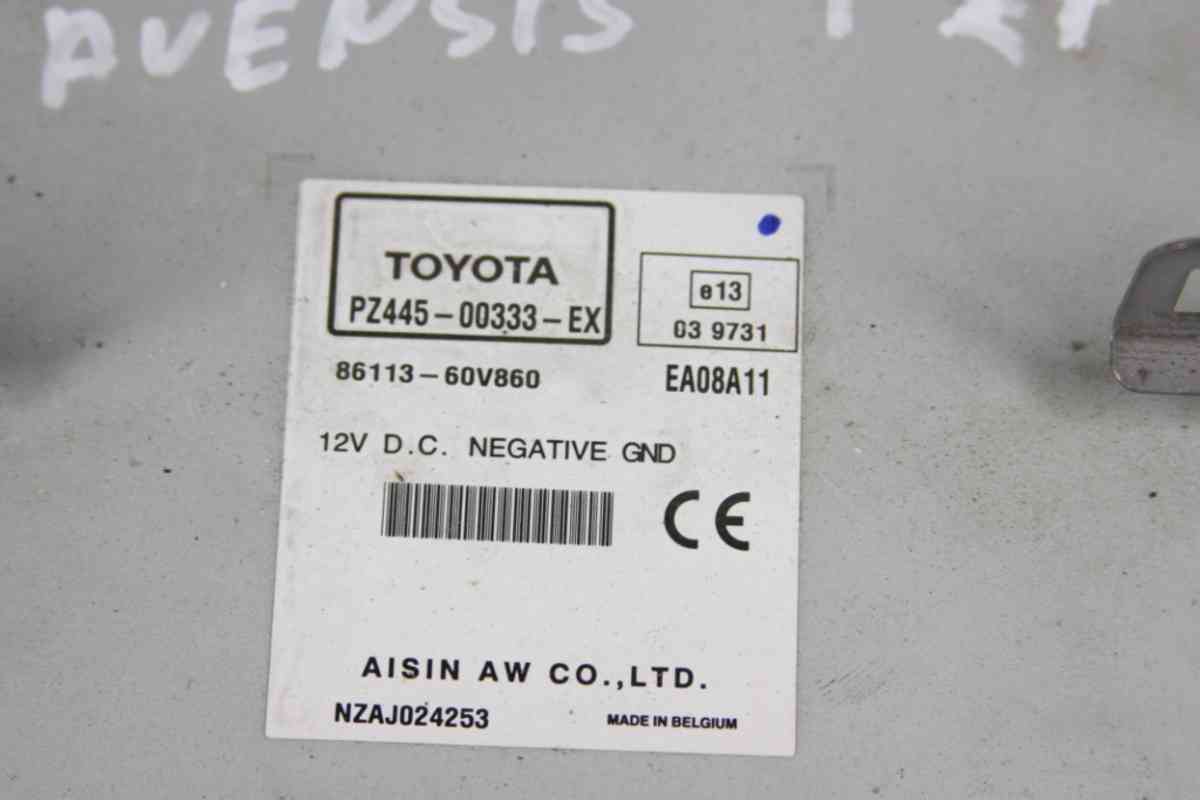 AVENSIS T27
TOYOTA
PZ445-00333-EX
e13
03 9731
86113-60V860
EA08A11
12V D.C. NEGATIVE GND
CE
AISIN AW CO.,LTD.
NZAJ024253
MADE IN BELGIUM